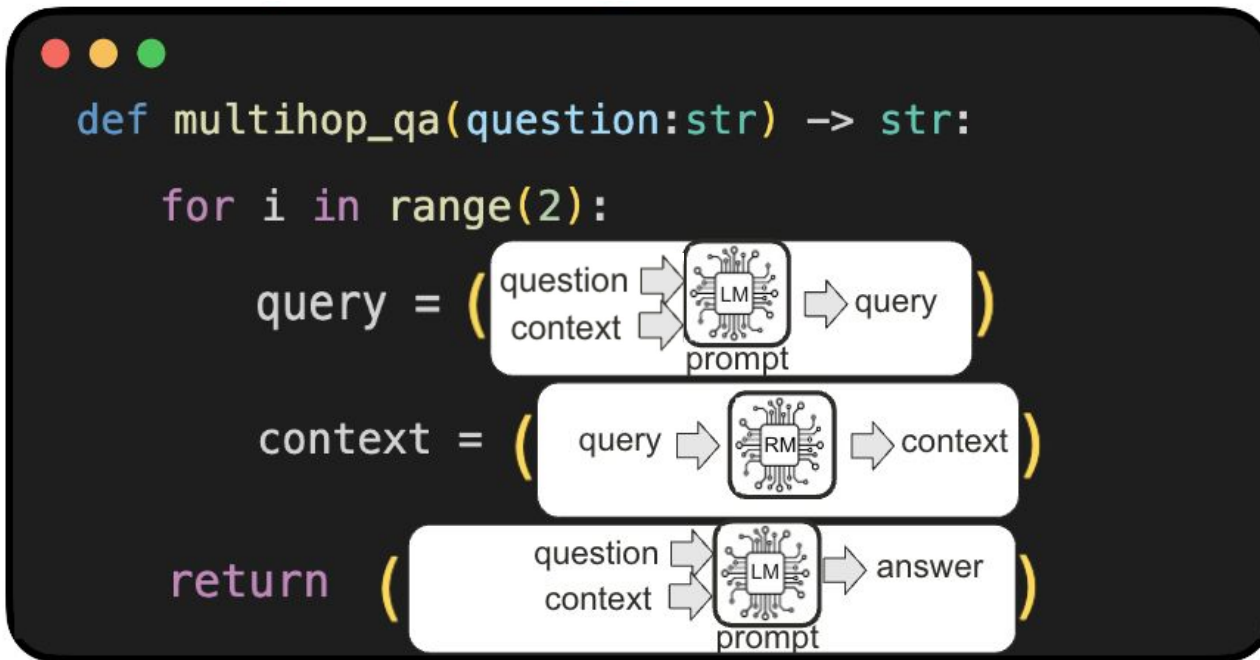 def multihop_qa(question:str) -> str:
for i in range(2):
query = ( question context LM prompt query )
context = ( query RM context )
return ( question context LM prompt answer )